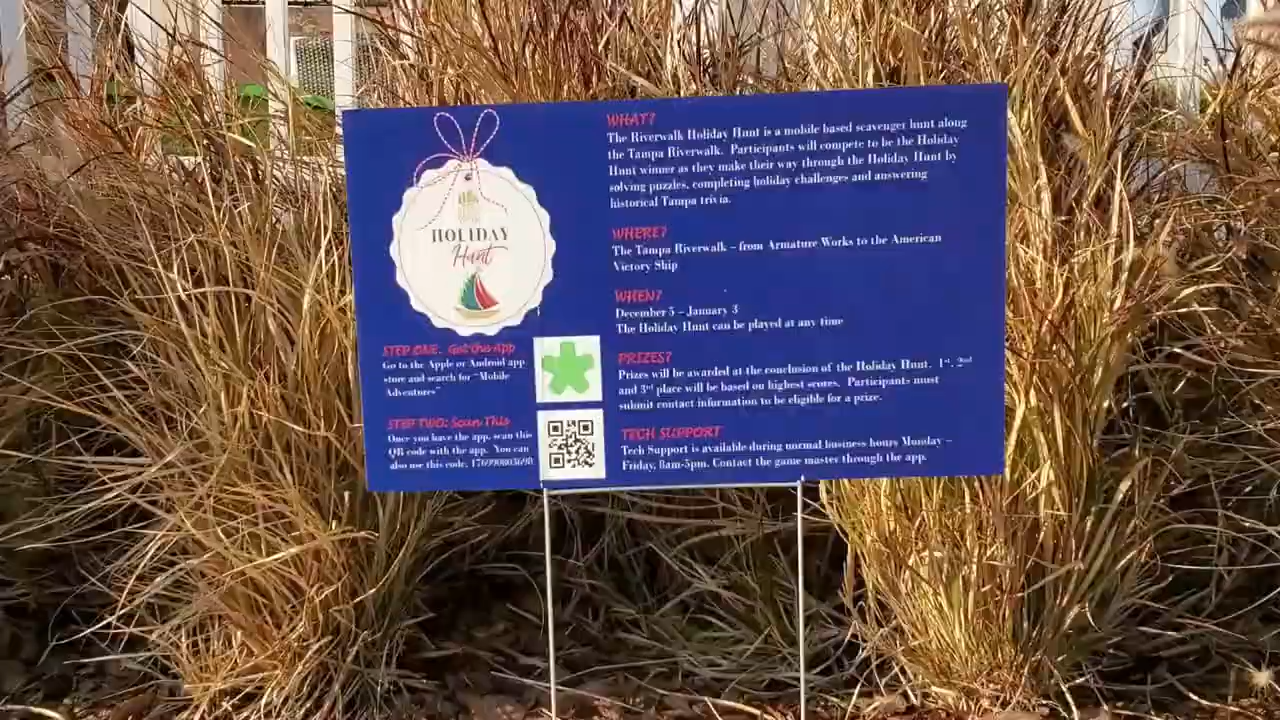 HOLIDAY
Hunt
STEP ONE: Get the App
Go to the Apple or Android app
store and search for "Mobile
Adventures"
STEP TWO: Scan This
Once you have the app, scan this
QR code with the app. You can
also use this code,
WHAT?
The Riverwalk Holiday Hunt is a mobile based scavenger hunt along
the Tampa Riverwalk. Participants will compete to be the Holiday
Hunt winner as they make their way through the Holiday Hunt by
solving puzzles, completing holiday challenges and answering
historical Tampa trivia.
WHERE?
The Tampa Riverwalk – from Armature Works to the American
Victory Ship
WHEN?
December 5 – January 3
The Holiday Hunt can be played at any time
PRIZES?
Prizes will be awarded at the conclusion of the Holiday Hunt. 1st, 2nd
and 3rd place will be based on highest scores. Participants must
submit contact information to be eligible for a prize.
TECH SUPPORT
Tech Support is available during normal business hours Monday –
Friday, 8am-5pm. Contact the game master through the app.